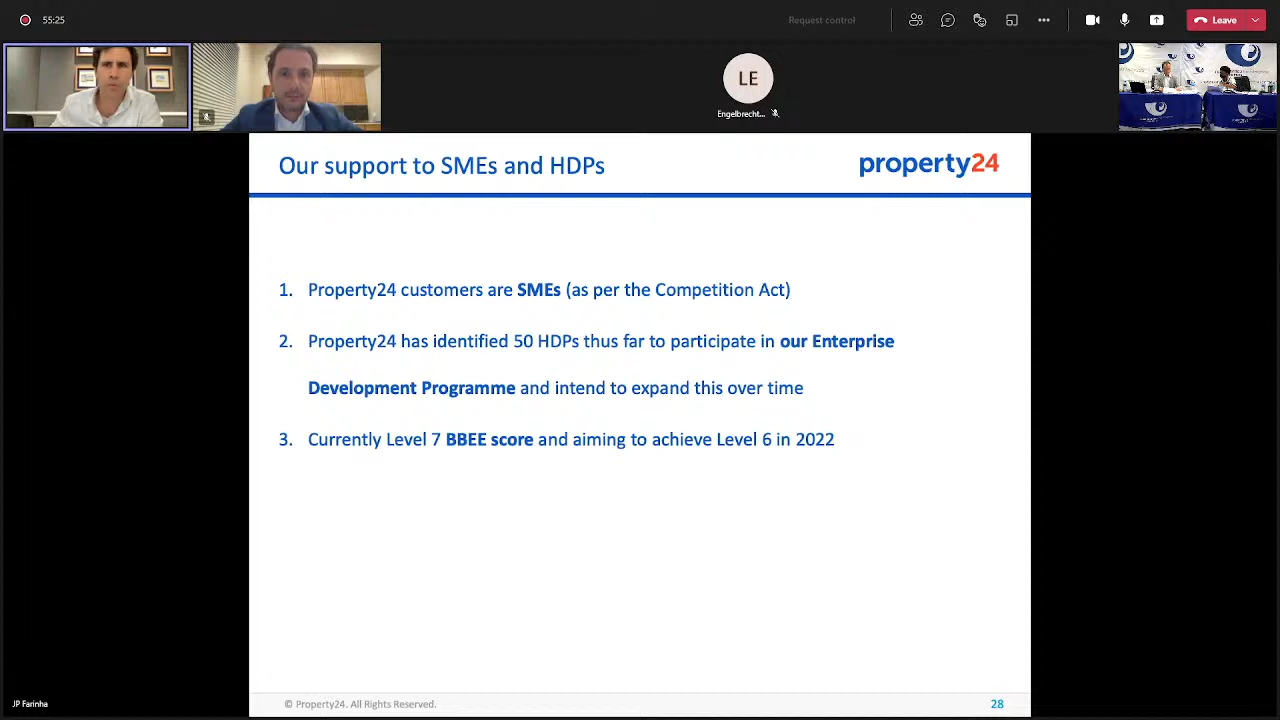 55:25
Request control
Leave
LE
Engelbrecht...
Our support to SMEs and HDPs
property24
1. Property24 customers are SMEs (as per the Competition Act)
2. Property24 has identified 50 HDPs thus far to participate in our Enterprise
Development Programme and intend to expand this over time
3. Currently Level 7 BBEE score and aiming to achieve Level 6 in 2022
JP Farinha
© Property24. All Rights Reserved.
28